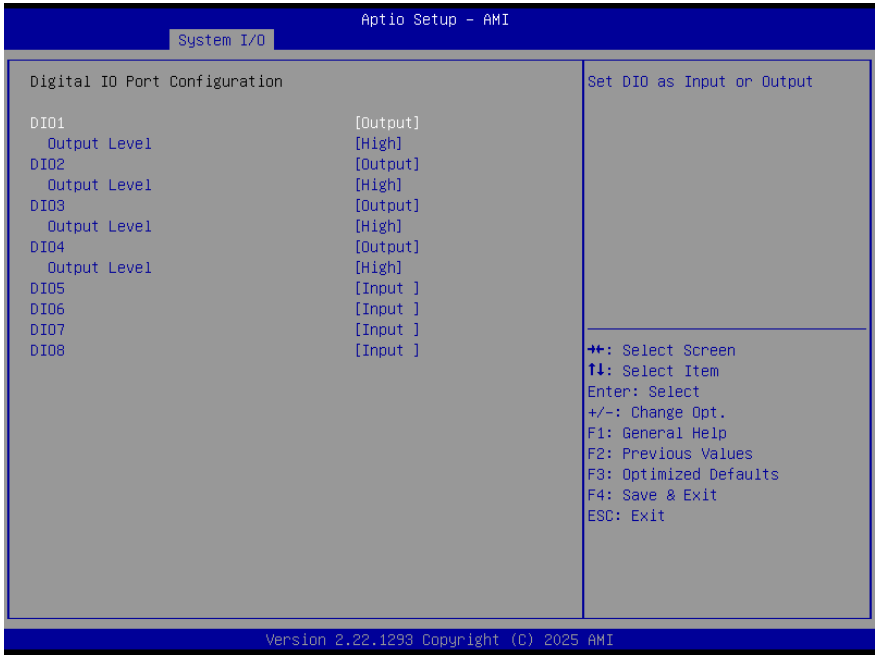 Aptio Setup – AMI
System I/O
Digital IO Port Configuration
DIO1 [Output]
Output Level [High]
DIO2 [Output]
Output Level [High]
DIO3 [Output]
Output Level [High]
DIO4 [Output]
Output Level [High]
DIO5 [Input ]
DIO6 [Input ]
DIO7 [Input ]
DIO8 [Input ]
Set DIO as Input or Output
→←: Select Screen
↑↓: Select Item
Enter: Select
+/-: Change Opt.
F1: General Help
F2: Previous Values
F3: Optimized Defaults
F4: Save & Exit
ESC: Exit
Version 2.22.1293 Copyright (C) 2025 AMI